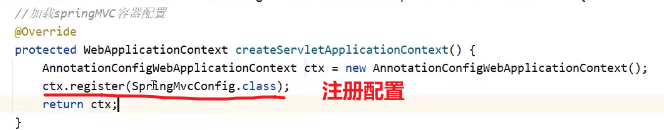 //加载springMVC容器配置
@Override
protected WebApplicationContext createServletApplicationContext() {
AnnotationConfigWebApplicationContext ctx = new AnnotationConfigWebApplicationContext();
ctx.register(SpringMvcConfig.class); 注册配置
return ctx;
}